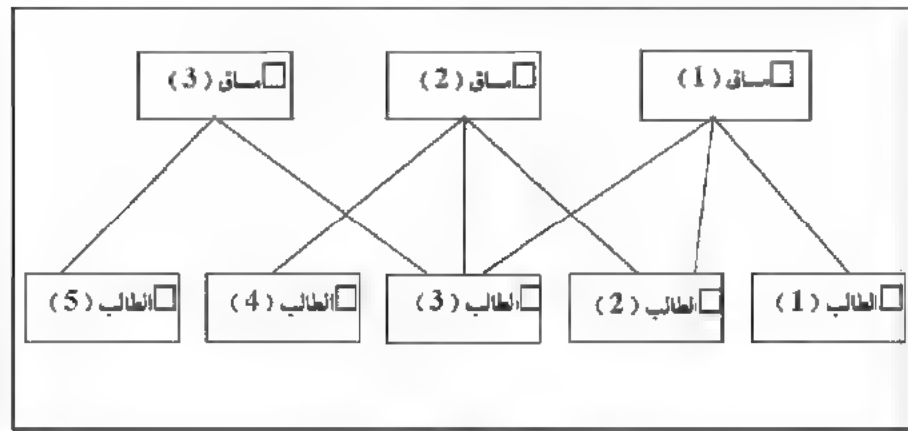 مساق (1)
مساق (2)
مساق (3)
الطالب (1)
الطالب (2)
الطالب (3)
الطالب (4)
الطالب (5)